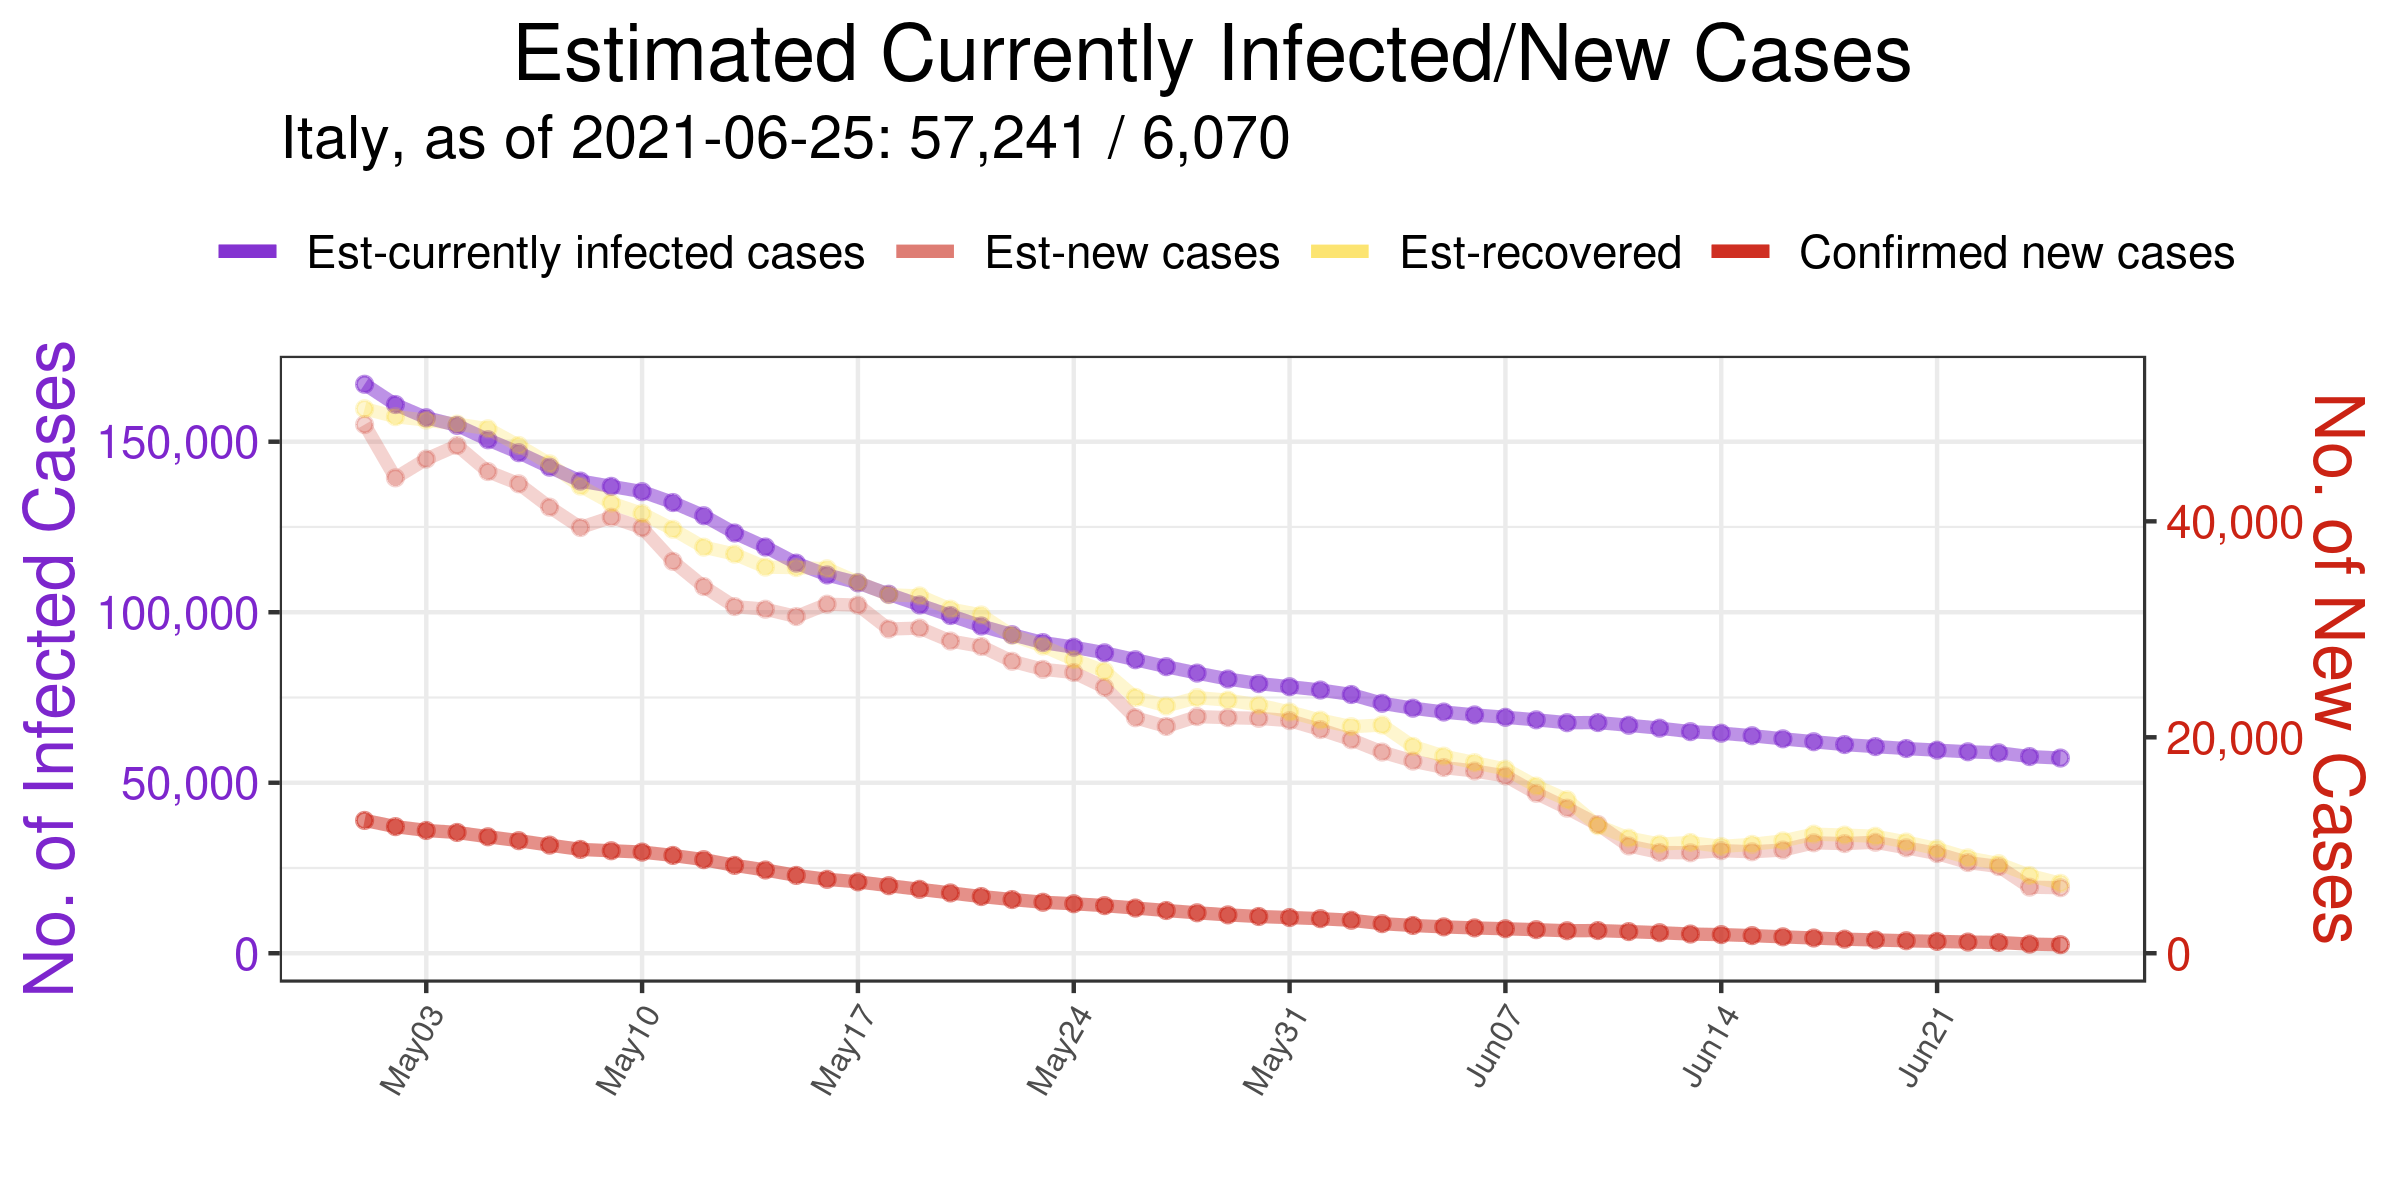 Estimated Currently Infected/New Cases
Italy, as of 2021-06-25: 57,241 / 6,070
Est-currently infected cases Est-new cases Est-recovered Confirmed new cases
No. of Infected Cases
150,000
100,000
50,000
0
40,000
20,000
0
No. of New Cases
May03 May10 May17 May24 May31 Jun07 Jun14 Jun21